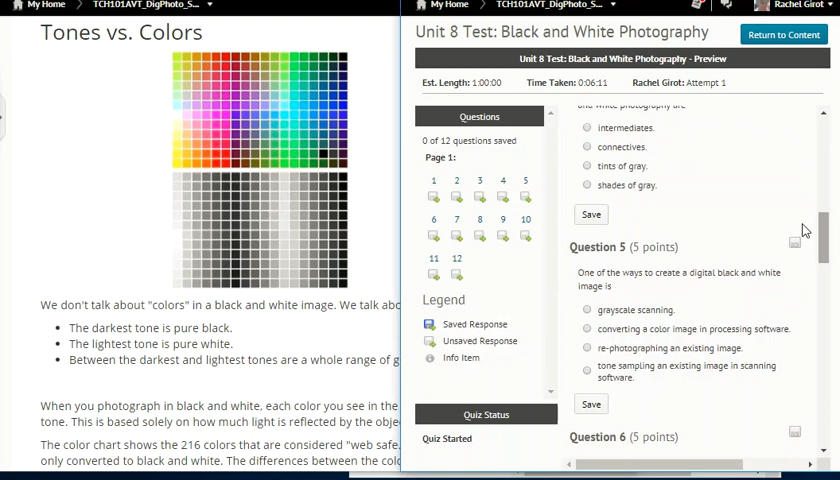 My Home
TCH101AVT_DigPhoto_S...
Tones vs. Colors
We don't talk about "colors" in a black and white image. We talk abo
The darkest tone is pure black.
The lightest tone is pure white.
Between the darkest and lightest tones are a whole range of g
When you photograph in black and white, each color you see in the
tone. This is based solely on how much light is reflected by the obje
The color chart shows the 216 colors that are considered "web safe.
only converted to black and white. The differences between the colo
My Home
TCH101AVT_DigPhoto_S...
Rachel Girot
Unit 8 Test: Black and White Photography
Return to Content
Unit 8 Test: Black and White Photography - Preview
Est. Length: 1:00:00 Time Taken: 0:06:11 Rachel Girot: Attempt 1
Questions
0 of 12 questions saved
Page 1:
1 2 3 4 5
6 7 8 9 10
11 12
Legend
Saved Response
Unsaved Response
Info Item
Quiz Status
Quiz Started
and white photography are
intermediates.
connectives.
tints of gray.
shades of gray.
Save
Question 5 (5 points)
One of the ways to create a digital black and white
image is
grayscale scanning.
converting a color image in processing software.
re-photographing an existing image.
tone sampling an existing image in scanning
software.
Save
Question 6 (5 points)